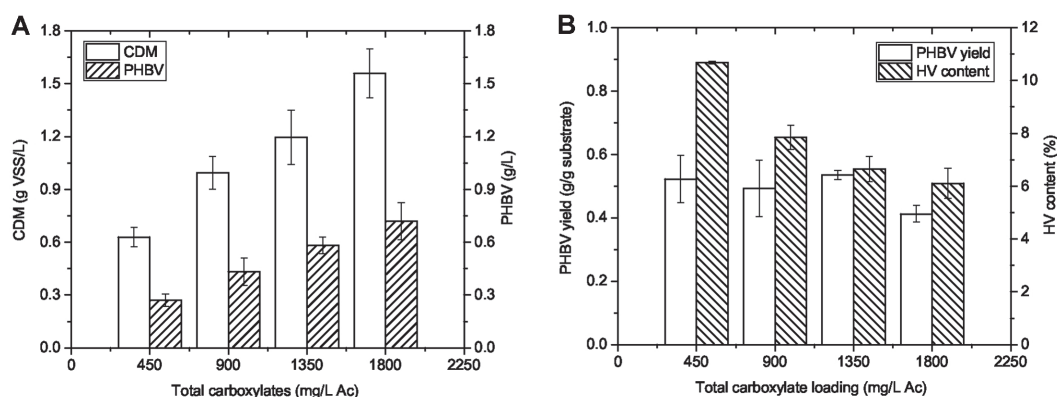 A
CDM
PHBV
CDM (g VSS/L)
1.8
1.5
1.2
0.9
0.6
0.3
0.0
1.8
1.5
1.2
0.9
0.6
0.3
0.0
PHBV (g/L)
0 450 900 1350 1800 2250
Total carboxylates (mg/L Ac)
B
PHBV yield
HV content
PHBV yield (g/g substrate)
1.0
0.8
0.6
0.4
0.2
0.0
12
10
8
6
4
2
0
HV content (%)
0 450 900 1350 1800 2250
Total carboxylate loading (mg/L Ac)